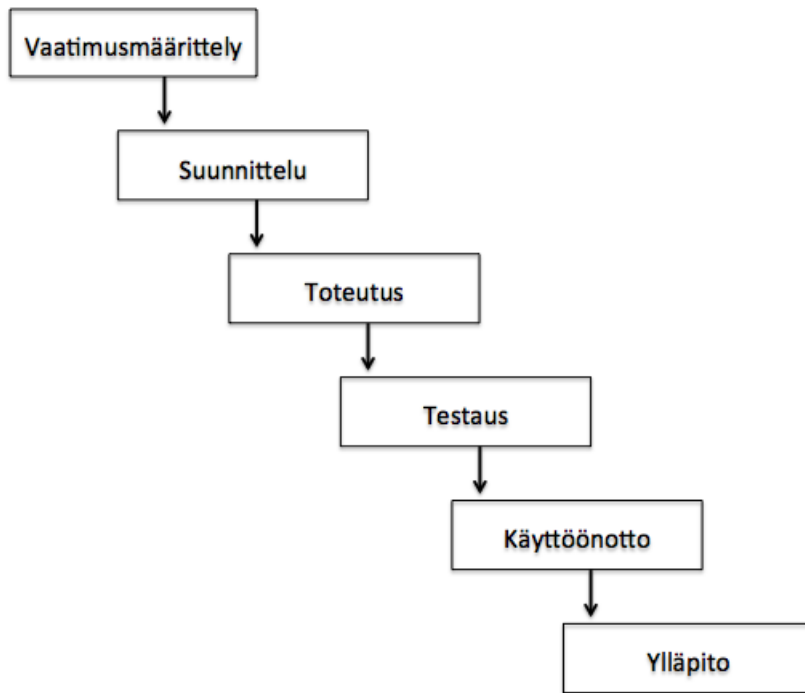 Vaatimusmäärittely
Suunnittelu
Toteutus
Testaus
Käyttöönotto
Ylläpito